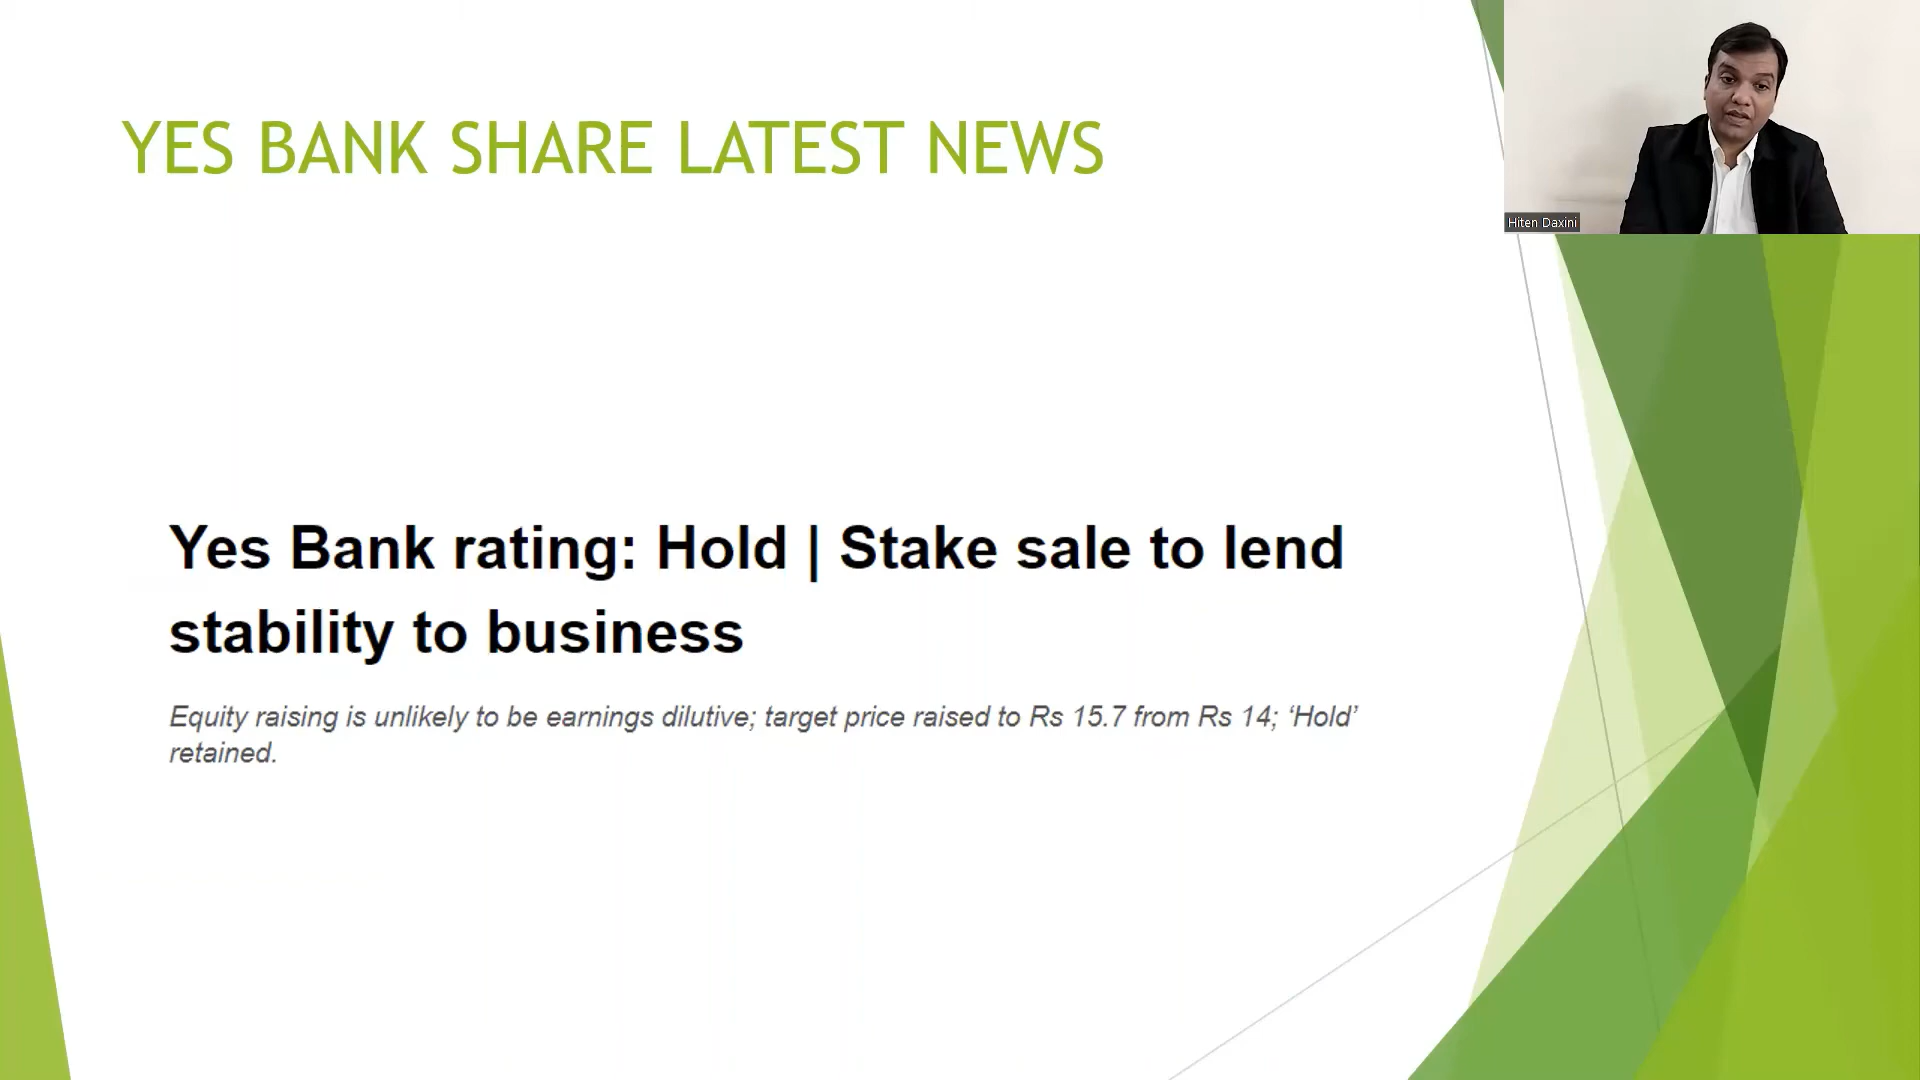 YES BANK SHARE LATEST NEWS
Hiten Daxini
Yes Bank rating: Hold | Stake sale to lend
stability to business
Equity raising is unlikely to be earnings dilutive; target price raised to Rs 15.7 from Rs 14; ‘Hold’
retained.